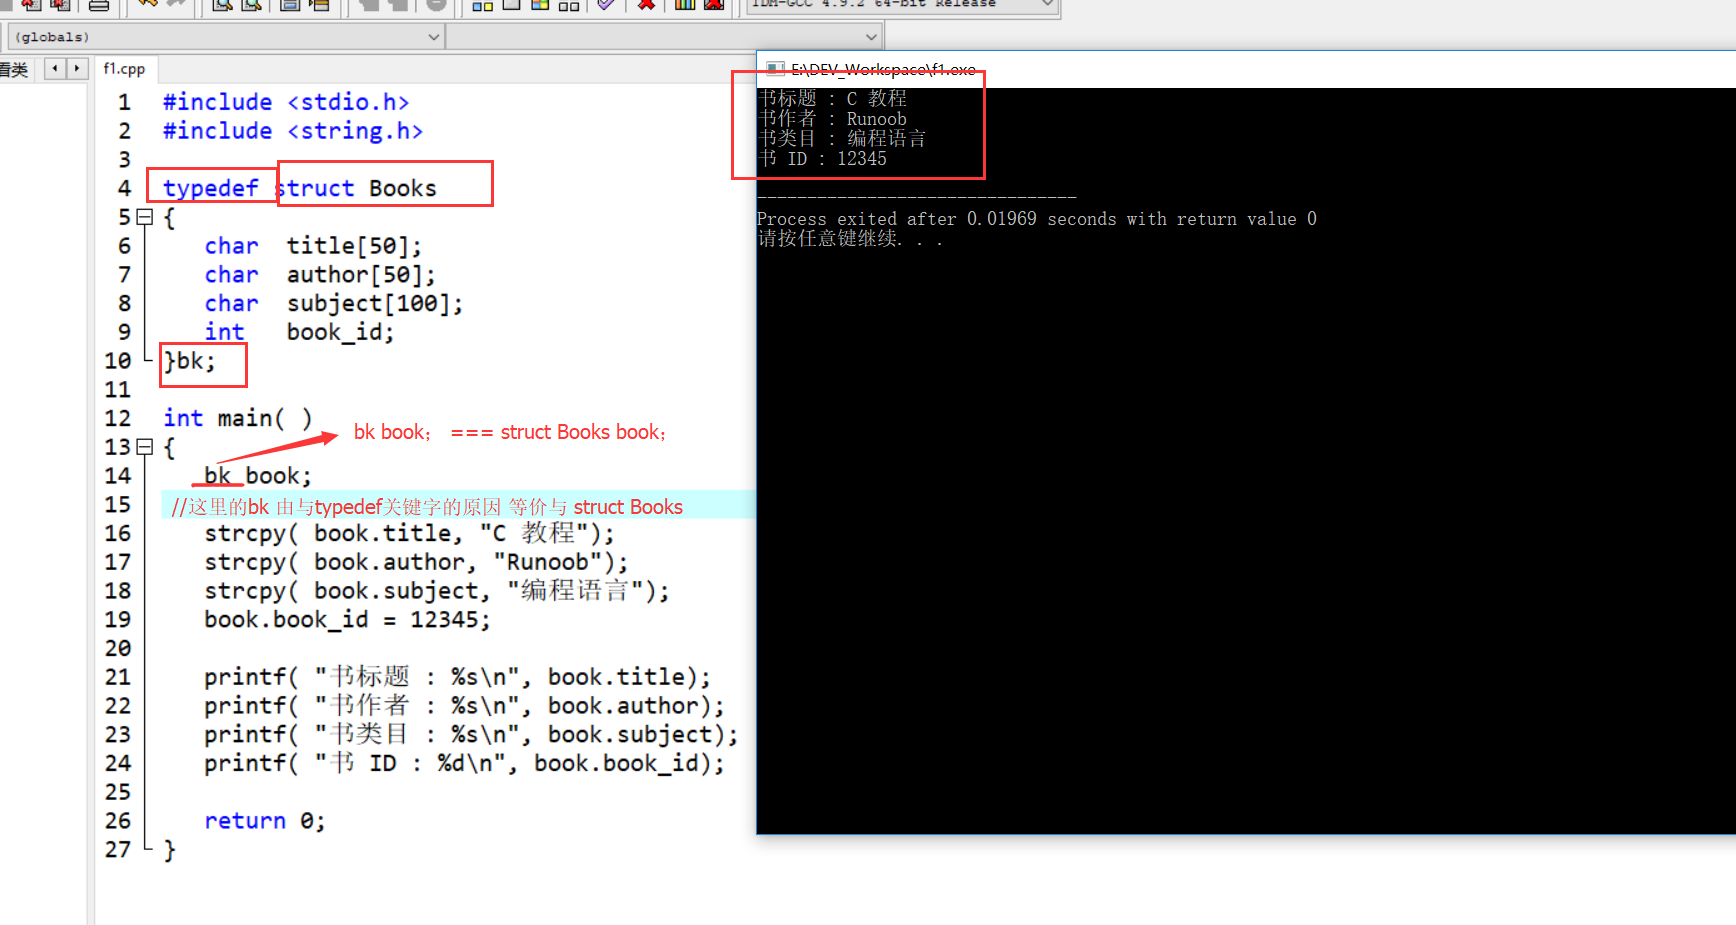 TDM-GCC 4.9.2 64-bit Release
(globals)
看类
f1.cpp
E:\DEV_Workspace\f1.exe
1 #include <stdio.h>
2 #include <string.h>
3
4 typedef struct Books
5 {
6 char title[50];
7 char author[50];
8 char subject[100];
9 int book_id;
10 }bk;
11
12 int main( )
bk book; === struct Books book;
13 {
14 bk book;
15 //这里的bk 由与typedef关键字的原因 等价与 struct Books
16 strcpy( book.title, "C 教程");
17 strcpy( book.author, "Runoob");
18 strcpy( book.subject, "编程语言");
19 book.book_id = 12345;
20
21 printf( "书标题 : %s\n", book.title);
22 printf( "书作者 : %s\n", book.author);
23 printf( "书类目 : %s\n", book.subject);
24 printf( "书 ID : %d\n", book.book_id);
25
26 return 0;
27 }
书标题 : C 教程
书作者 : Runoob
书类目 : 编程语言
书 ID : 12345
--------------------------------
Process exited after 0.01969 seconds with return value 0
请按任意键继续. . .